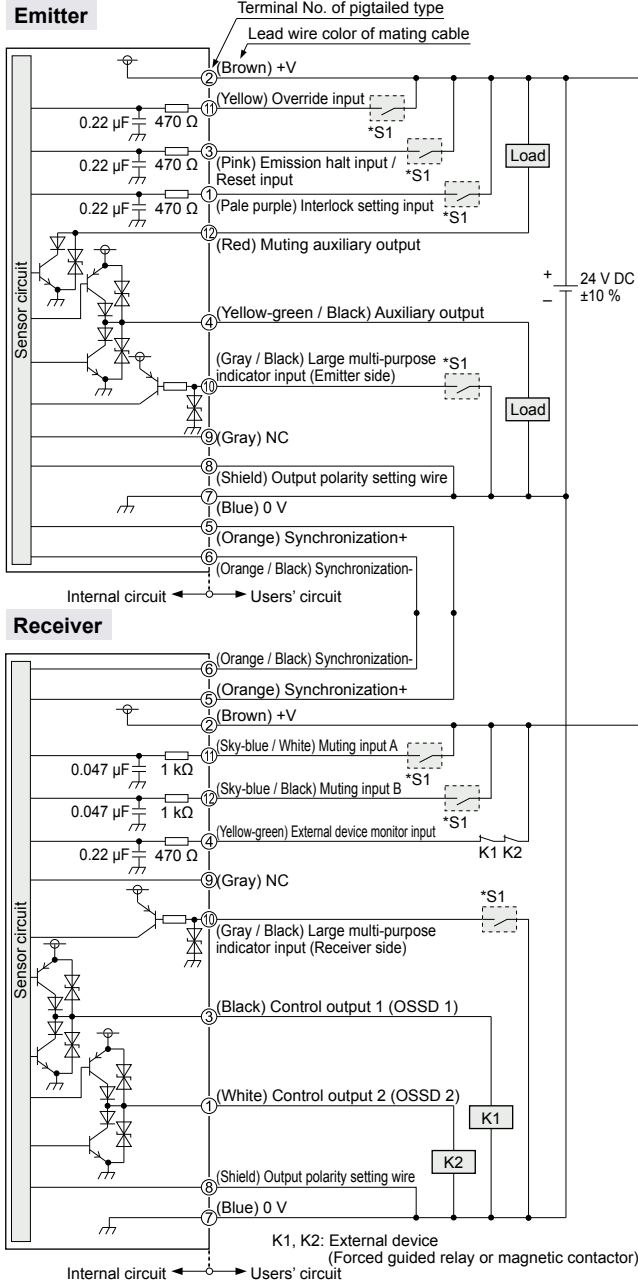 Emitter
Terminal No. of pigtailed type
Lead wire color of mating cable
② (Brown) +V
⑪ (Yellow) Override input
0.22 µF 470 Ω
*S1
③ (Pink) Emission halt input /
Reset input
0.22 µF 470 Ω
*S1
Load
① (Pale purple) Interlock setting input
0.22 µF 470 Ω
*S1
⑫ (Red) Muting auxiliary output
Sensor circuit
+
–
24 V DC
±10 %
④ (Yellow-green / Black) Auxiliary output
⑩ (Gray / Black) Large multi-purpose
indicator input (Emitter side)
*S1
Load
⑨ (Gray) NC
⑧ (Shield) Output polarity setting wire
⑦ (Blue) 0 V
⑤ (Orange) Synchronization+
⑥ (Orange / Black) Synchronization-
Internal circuit Users' circuit
Receiver
⑥ (Orange / Black) Synchronization-
⑤ (Orange) Synchronization+
② (Brown) +V
⑪ (Sky-blue / White) Muting input A
0.047 µF 1 kΩ
*S1
⑫ (Sky-blue / Black) Muting input B
0.047 µF 1 kΩ
*S1
④ (Yellow-green) External device monitor input
0.22 µF 470 Ω
K1 K2
⑨ (Gray) NC
⑩ (Gray / Black) Large multi-purpose
indicator input (Receiver side)
*S1
Sensor circuit
③ (Black) Control output 1 (OSSD 1)
① (White) Control output 2 (OSSD 2)
K1
K2
⑧ (Shield) Output polarity setting wire
⑦ (Blue) 0 V
K1, K2: External device
(Forced guided relay or magnetic contactor)
Internal circuit Users' circuit